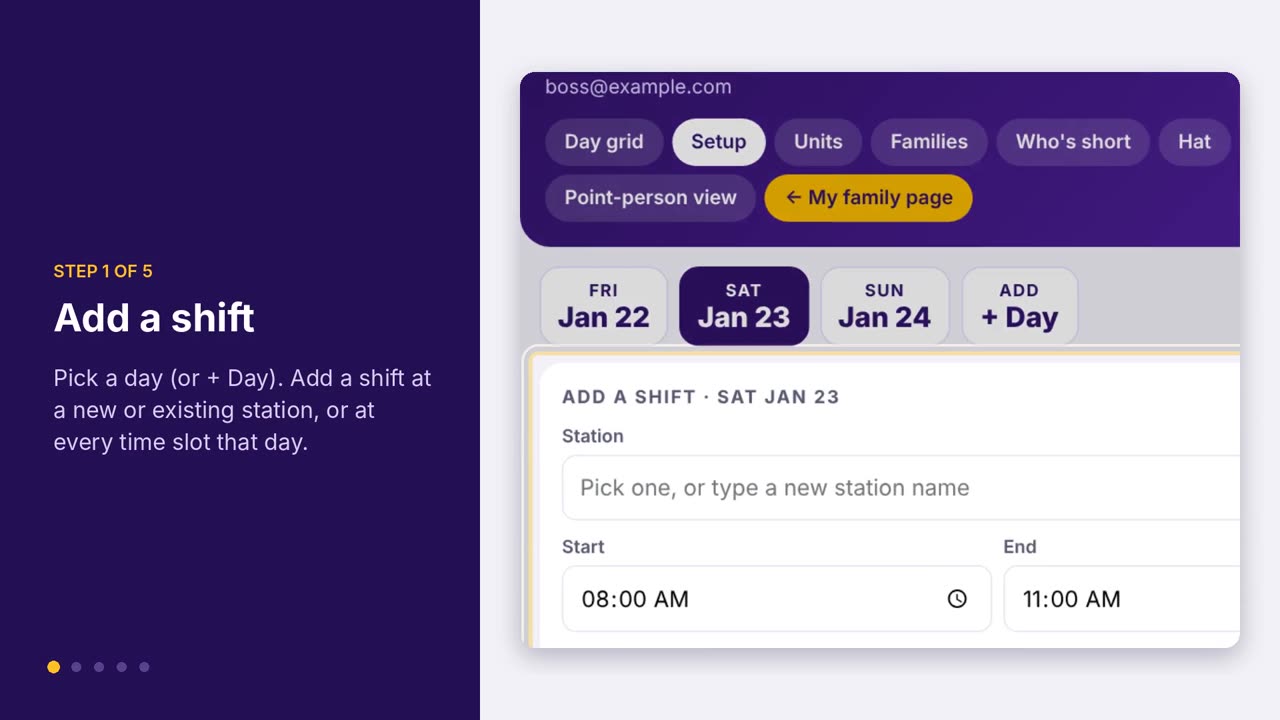 STEP 1 OF 5
Add a shift
Pick a day (or + Day). Add a shift at
a new or existing station, or at
every time slot that day.
boss@example.com
Day grid Setup Units Families Who's short Hat
Point-person view ← My family page
FRI SAT SUN ADD
Jan 22 Jan 23 Jan 24 + Day
ADD A SHIFT · SAT JAN 23
Station
Pick one, or type a new station name
Start End
08:00 AM 11:00 AM